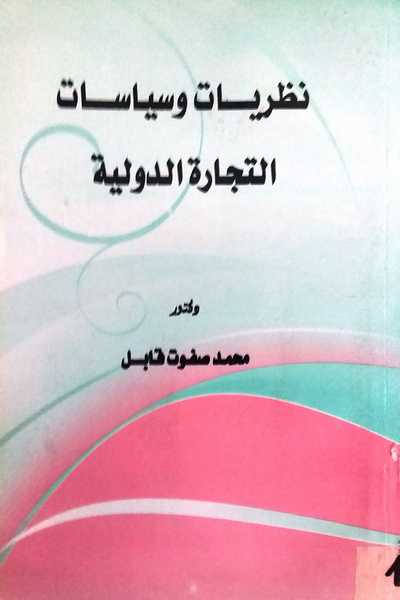 نظريات وسياسات
التجارة الدولية
دكتور
محمد صفوت قابل